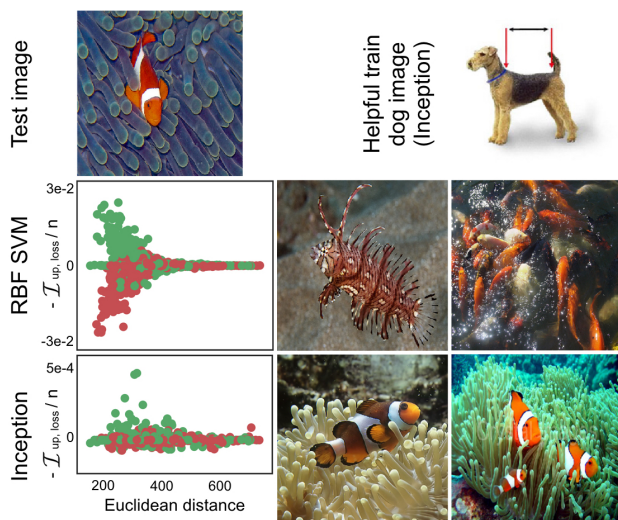 Test image
Helpful train
dog image
(Inception)
RBF SVM
- 𝓘 up, loss / n
3e-2
0
-3e-2
Inception
- 𝓘 up, loss / n
5e-4
0
200 400 600
Euclidean distance